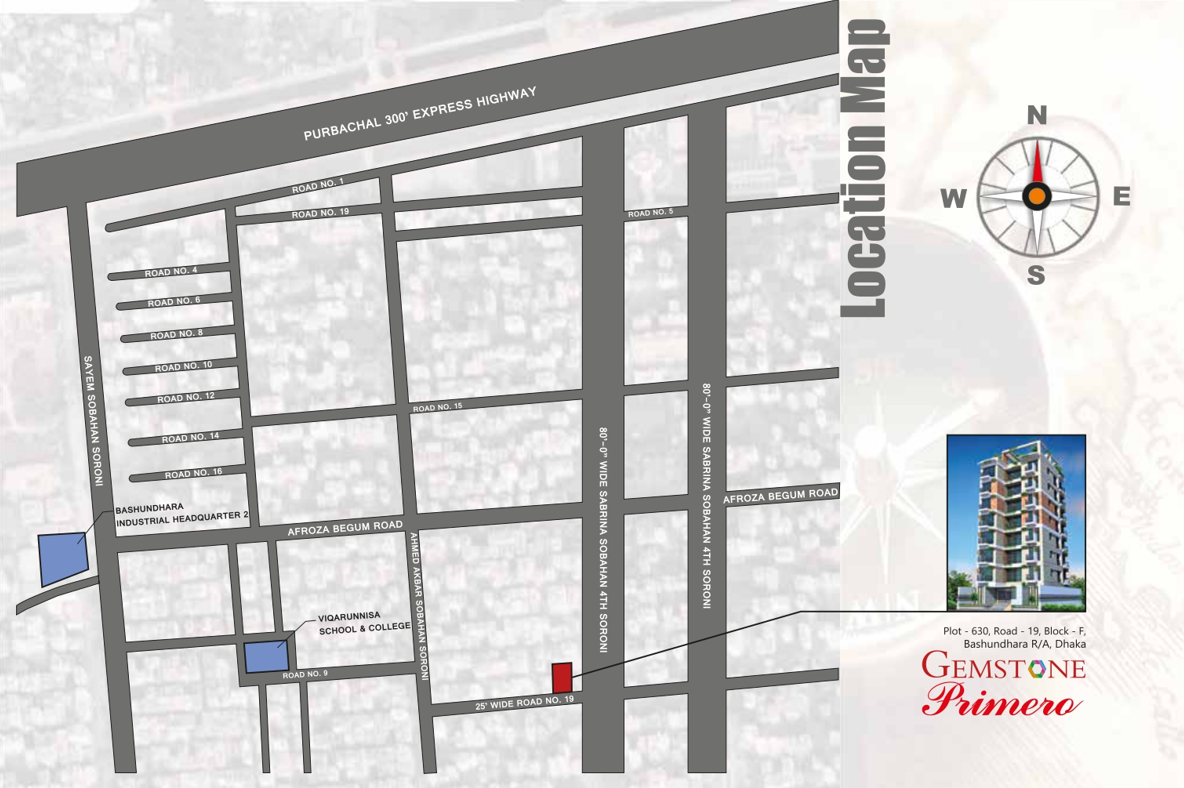 PURBACHAL 300' EXPRESS HIGHWAY
ROAD NO. 1
ROAD NO. 19
ROAD NO. 5
ROAD NO. 4
ROAD NO. 6
ROAD NO. 8
ROAD NO. 10
ROAD NO. 12
ROAD NO. 14
ROAD NO. 16
ROAD NO. 15
SAYEM SOBAHAN SORONI
BASHUNDHARA
INDUSTRIAL HEADQUARTER 2
AFROZA BEGUM ROAD
AFROZA BEGUM ROAD
AHMED AKBAR SOBAHAN SORONI
80'-0" WIDE SABRINA SOBAHAN 4TH SORONI
80'-0" WIDE SABRINA SOBAHAN 4TH SORONI
VIQARUNNISA
SCHOOL & COLLEGE
ROAD NO. 9
25' WIDE ROAD NO. 19
Location Map
N
W
E
S
Plot - 630, Road - 19, Block - F,
Bashundhara R/A, Dhaka
GEMSTONE
Primero